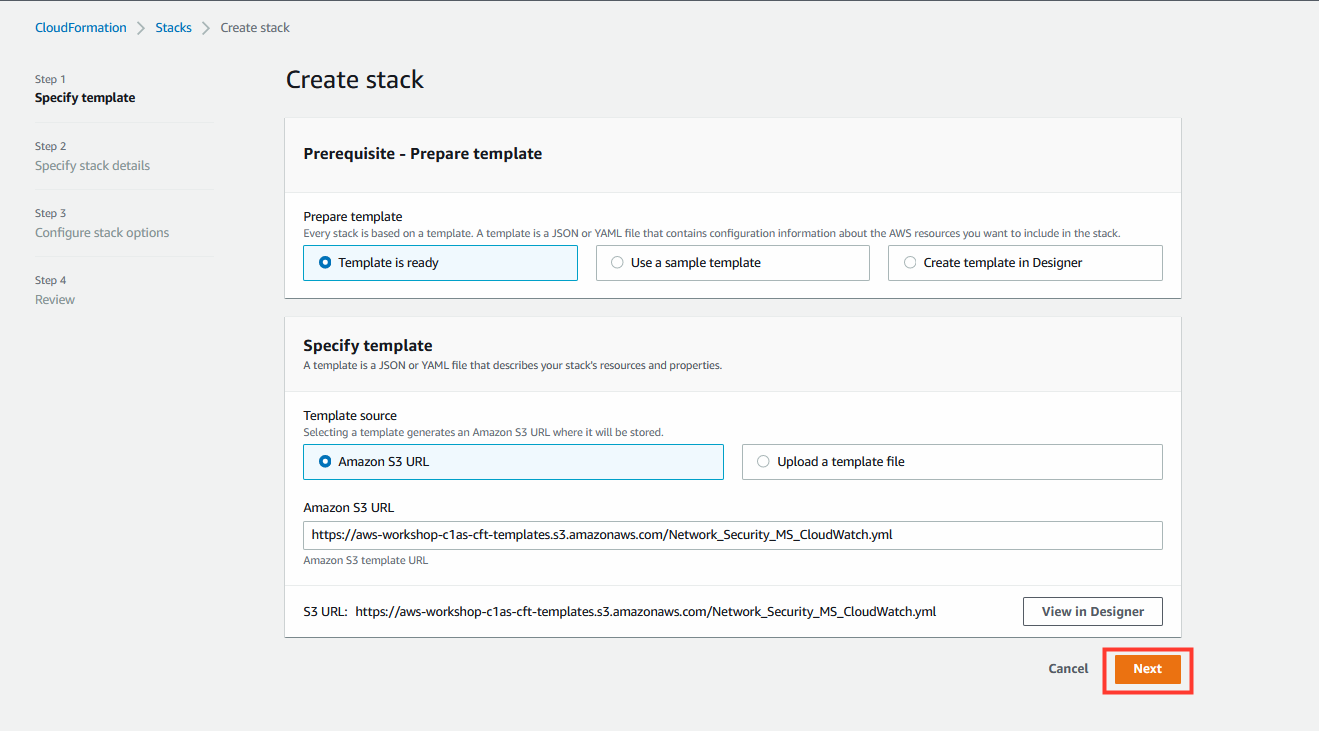 CloudFormation > Stacks > Create stack
Step 1
Specify template
Step 2
Specify stack details
Step 3
Configure stack options
Step 4
Review
Create stack
Prerequisite - Prepare template
Prepare template
Every stack is based on a template. A template is a JSON or YAML file that contains configuration information about the AWS resources you want to include in the stack.
Template is ready
Use a sample template
Create template in Designer
Specify template
A template is a JSON or YAML file that describes your stack's resources and properties.
Template source
Selecting a template generates an Amazon S3 URL where it will be stored.
Amazon S3 URL
Upload a template file
Amazon S3 URL
https://aws-workshop-c1as-cft-templates.s3.amazonaws.com/Network_Security_MS_CloudWatch.yml
Amazon S3 template URL
S3 URL: https://aws-workshop-c1as-cft-templates.s3.amazonaws.com/Network_Security_MS_CloudWatch.yml
View in Designer
Cancel
Next